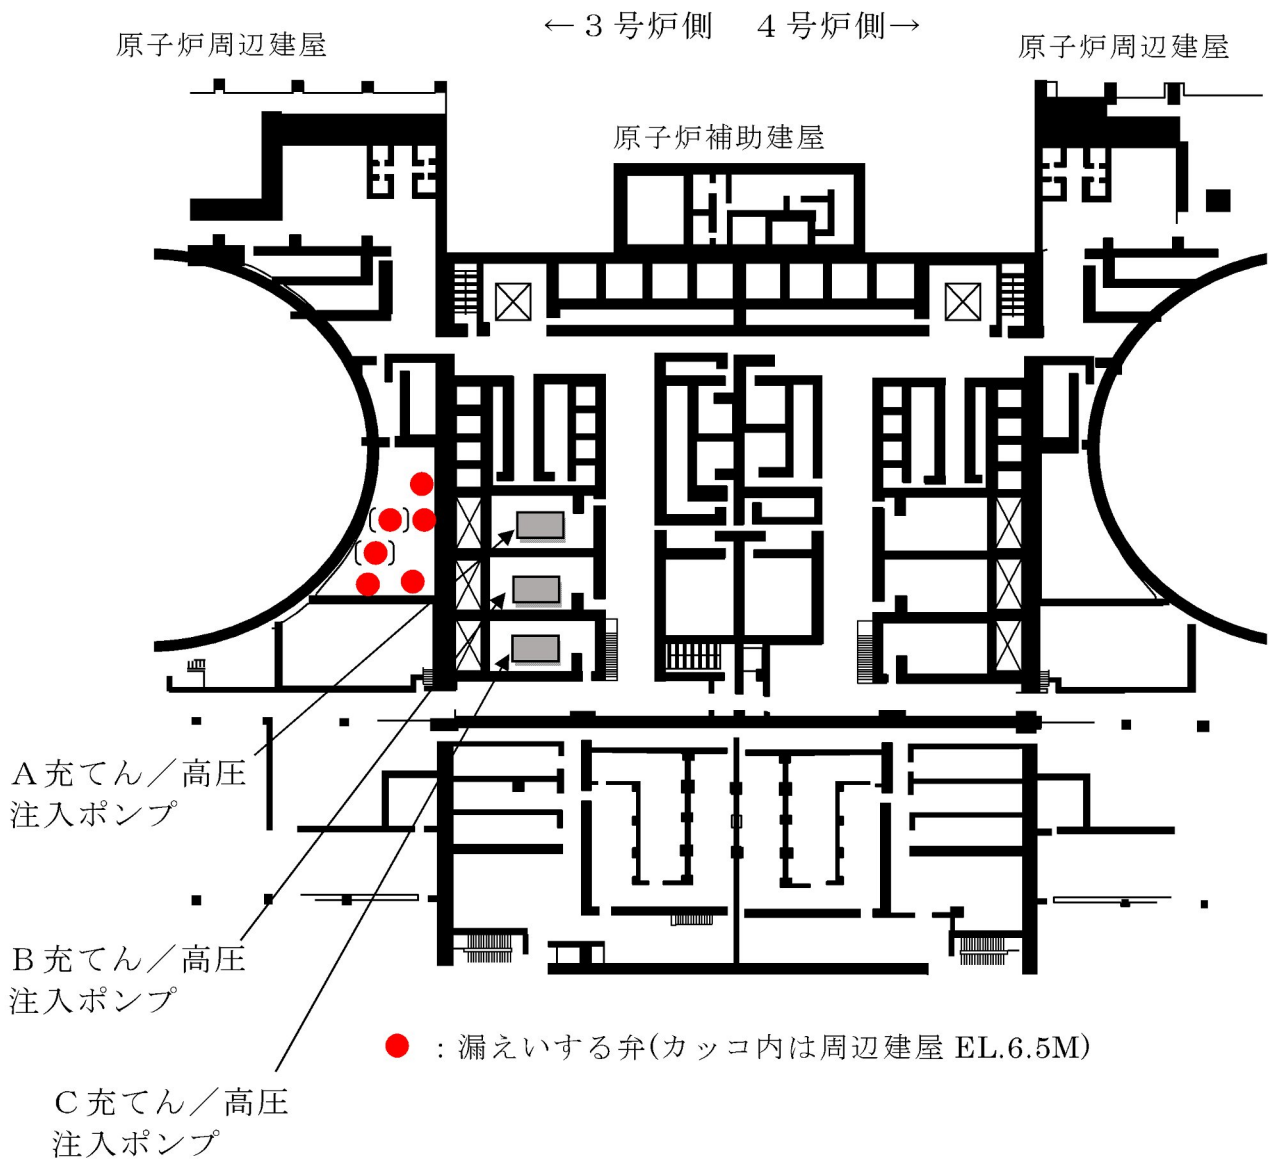 ←３号炉側　４号炉側→
原子炉周辺建屋
原子炉周辺建屋
原子炉補助建屋
Ａ充てん／高圧
注入ポンプ
Ｂ充てん／高圧
注入ポンプ
：漏えいする弁(カッコ内は周辺建屋 EL.6.5M)
Ｃ充てん／高圧
注入ポンプ